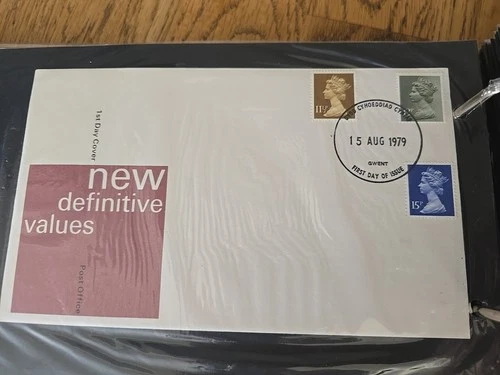 1st Day Cover
new
definitive
values
Post Office
11½P
CYHOEDDIAD
15 AUG 1979
GWENT
FIRST DAY OF ISSUE
15P